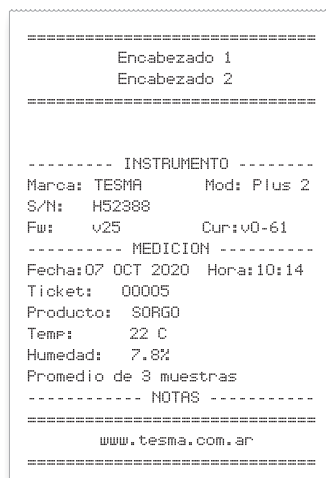 ==============================
Encabezado 1
Encabezado 2
==============================
--------- INSTRUMENTO --------
Marca: TESMA Mod: Plus 2
S/N: H52388
Fw: v25 Cur:v0-61
---------- MEDICION ----------
Fecha:07 OCT 2020 Hora:10:14
Ticket: 00005
Producto: SORGO
Temp: 22 C
Humedad: 7.8%
Promedio de 3 muestras
------------ NOTAS -----------
==============================
www.tesma.com.ar
==============================